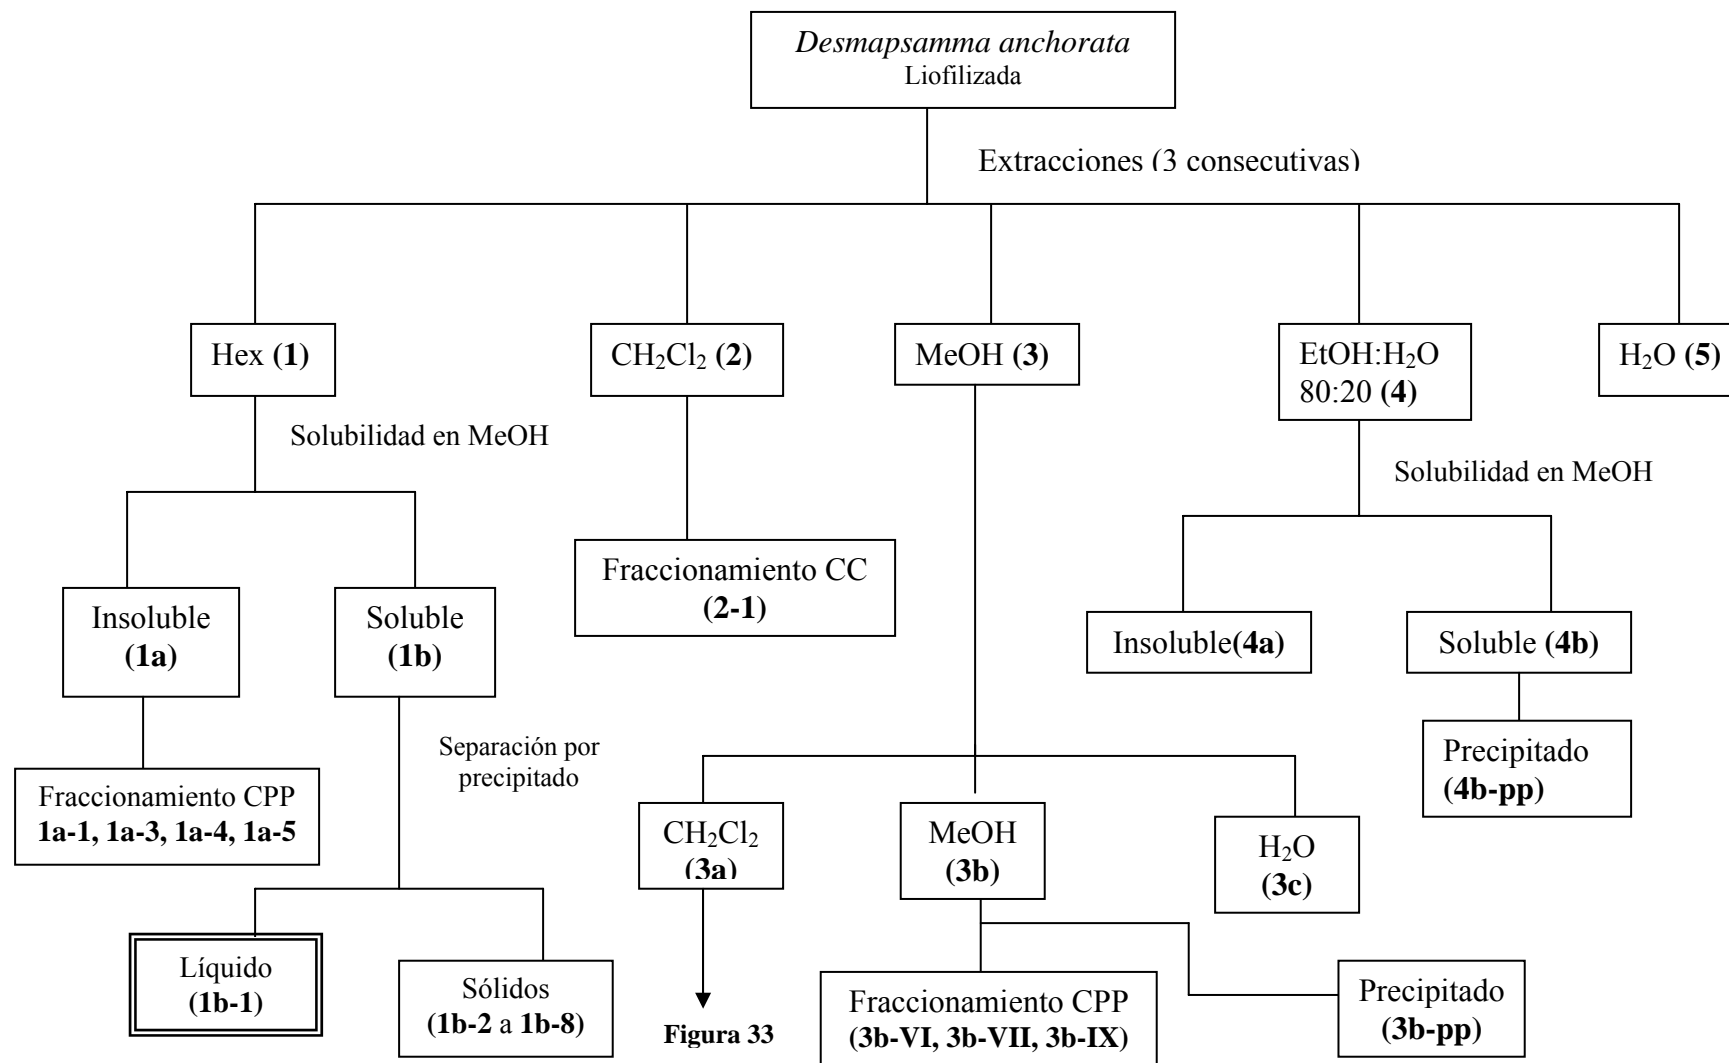 Desmapsamma anchorata
Liofilizada
Extracciones (3 consecutivas)
Hex (1)
CH₂Cl₂ (2)
MeOH (3)
EtOH:H₂O
80:20 (4)
H₂O (5)
Solubilidad en MeOH
Solubilidad en MeOH
Fraccionamiento CC
(2-1)
Insoluble
(1a)
Soluble
(1b)
Insoluble(4a)
Soluble (4b)
Separación por
precipitado
Precipitado
(4b-pp)
Fraccionamiento CPP
1a-1, 1a-3, 1a-4, 1a-5
CH₂Cl₂
(3a)
MeOH
(3b)
H₂O
(3c)
Líquido
(1b-1)
Sólidos
(1b-2 a 1b-8)
Figura 33
Fraccionamiento CPP
(3b-VI, 3b-VII, 3b-IX)
Precipitado
(3b-pp)